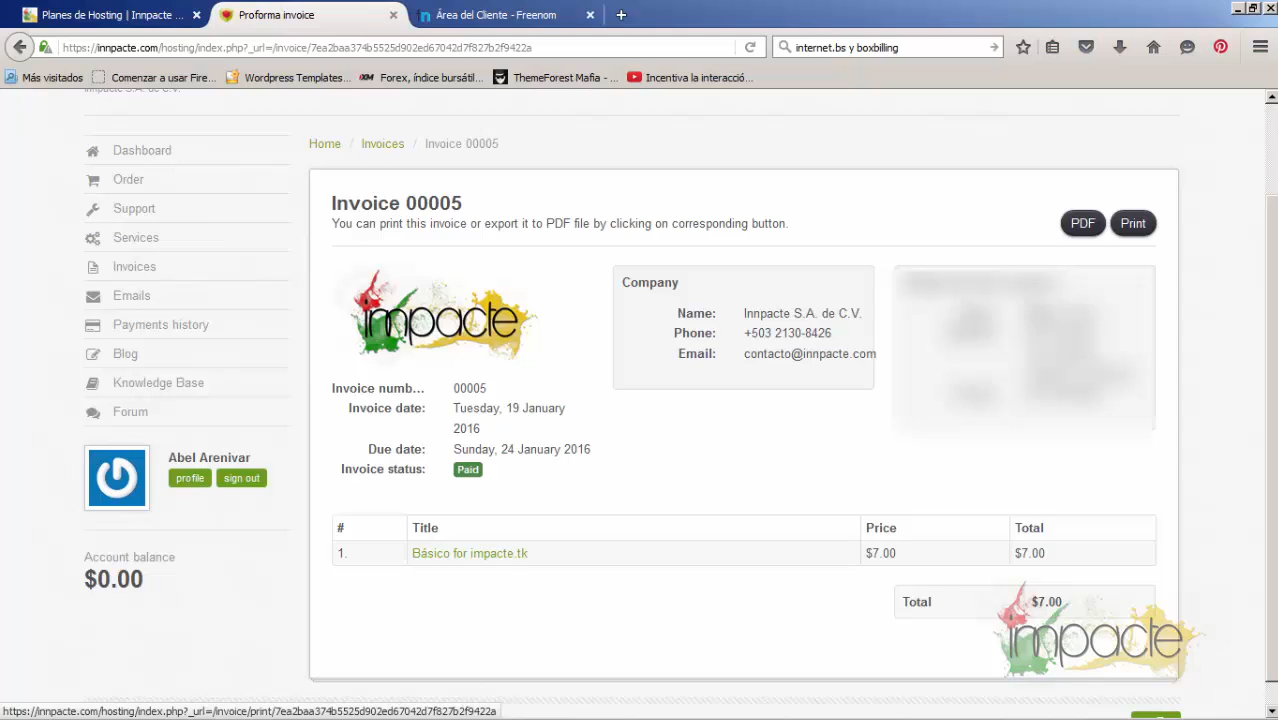 Planes de Hosting | Innpacte ...
Proforma invoice
Área del Cliente - Freenom
https://innpacte.com/hosting/index.php?_url=/invoice/7ea2baa374b5525d902ed67042d7f827b2f9422a
internet.bs y boxbilling
Más visitados
Comenzar a usar Fire...
Wordpress Templates...
Forex, índice bursátil...
ThemeForest Mafia - ...
Incentiva la interacció...
Innpacte S.A. de C.V.
Dashboard
Order
Support
Services
Invoices
Emails
Payments history
Blog
Knowledge Base
Forum
Abel Arenivar
profile
sign out
Account balance
$0.00
Home / Invoices / Invoice 00005
Invoice 00005
You can print this invoice or export it to PDF file by clicking on corresponding button.
PDF
Print
innpacte
Company
Name: Innpacte S.A. de C.V.
Phone: +503 2130-8426
Email: contacto@innpacte.com
Invoice numb... 00005
Invoice date: Tuesday, 19 January
2016
Due date: Sunday, 24 January 2016
Invoice status: Paid
# Title Price Total
1. Básico for impacte.tk $7.00 $7.00
Total $7.00
innpacte
https://innpacte.com/hosting/index.php?_url=/invoice/print/7ea2baa374b5525d902ed67042d7f827b2f9422a